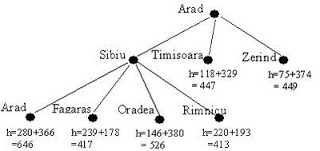 Arad
Sibiu Timisoara Zerind
h=118+329 h=75+374
= 447 = 449
Arad Fagaras Oradea Rimnicu
h=280+366 h=239+178 h=146+380 h=220+193
=646 =417 = 526 =413